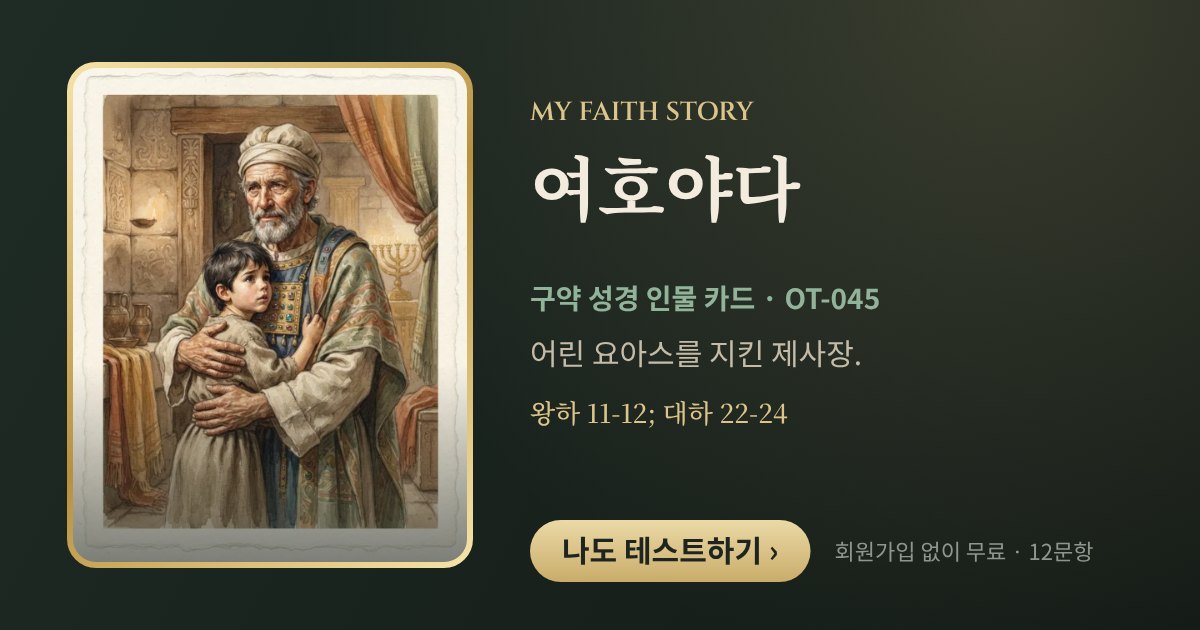 MY FAITH STORY
여호야다
구약 성경 인물 카드 · OT-045
어린 요아스를 지킨 제사장.
왕하 11-12; 대하 22-24
나도 테스트하기 ›
회원가입 없이 무료 · 12문항